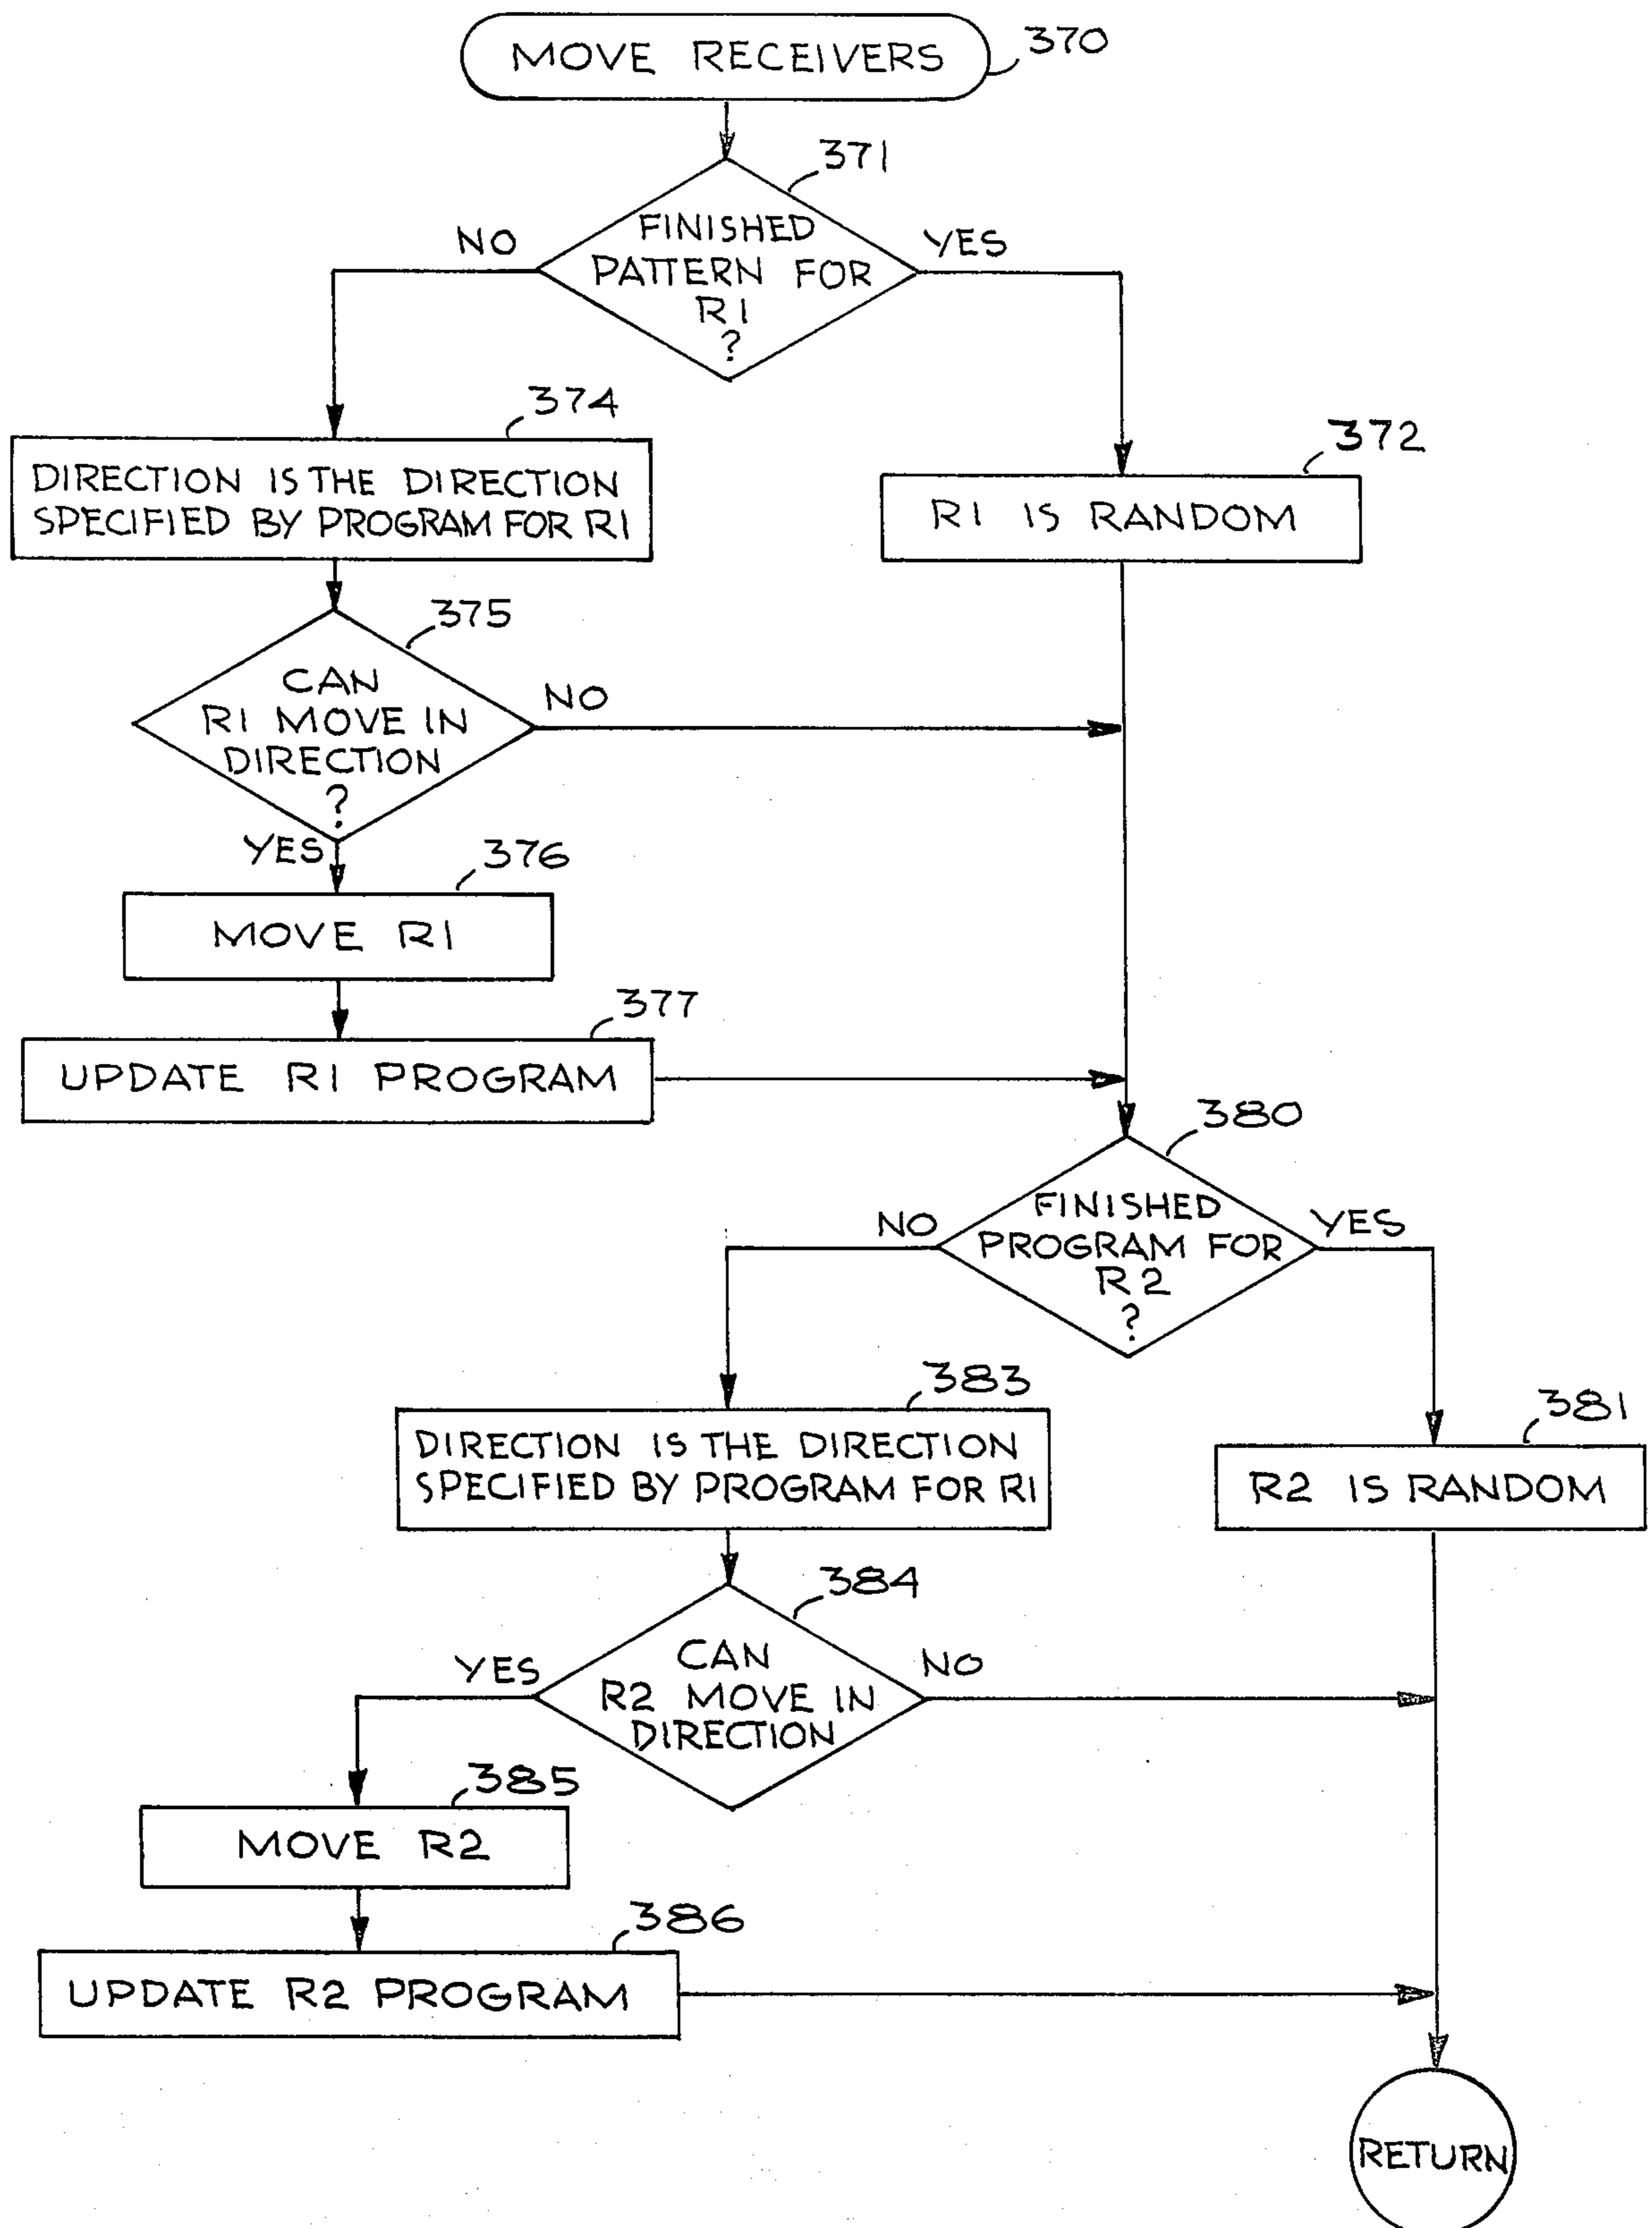 MOVE RECEIVERS
370
371
FINISHED
PATTERN FOR
R1
?
NO
YES
374
DIRECTION IS THE DIRECTION
SPECIFIED BY PROGRAM FOR R1
372
R1 IS RANDOM
375
CAN
R1 MOVE IN
DIRECTION
?
NO
YES
376
MOVE R1
377
UPDATE R1 PROGRAM
380
FINISHED
PROGRAM FOR
R2
?
NO
YES
383
DIRECTION IS THE DIRECTION
SPECIFIED BY PROGRAM FOR R1
381
R2 IS RANDOM
384
CAN
R2 MOVE IN
DIRECTION
YES
NO
385
MOVE R2
386
UPDATE R2 PROGRAM
RETURN